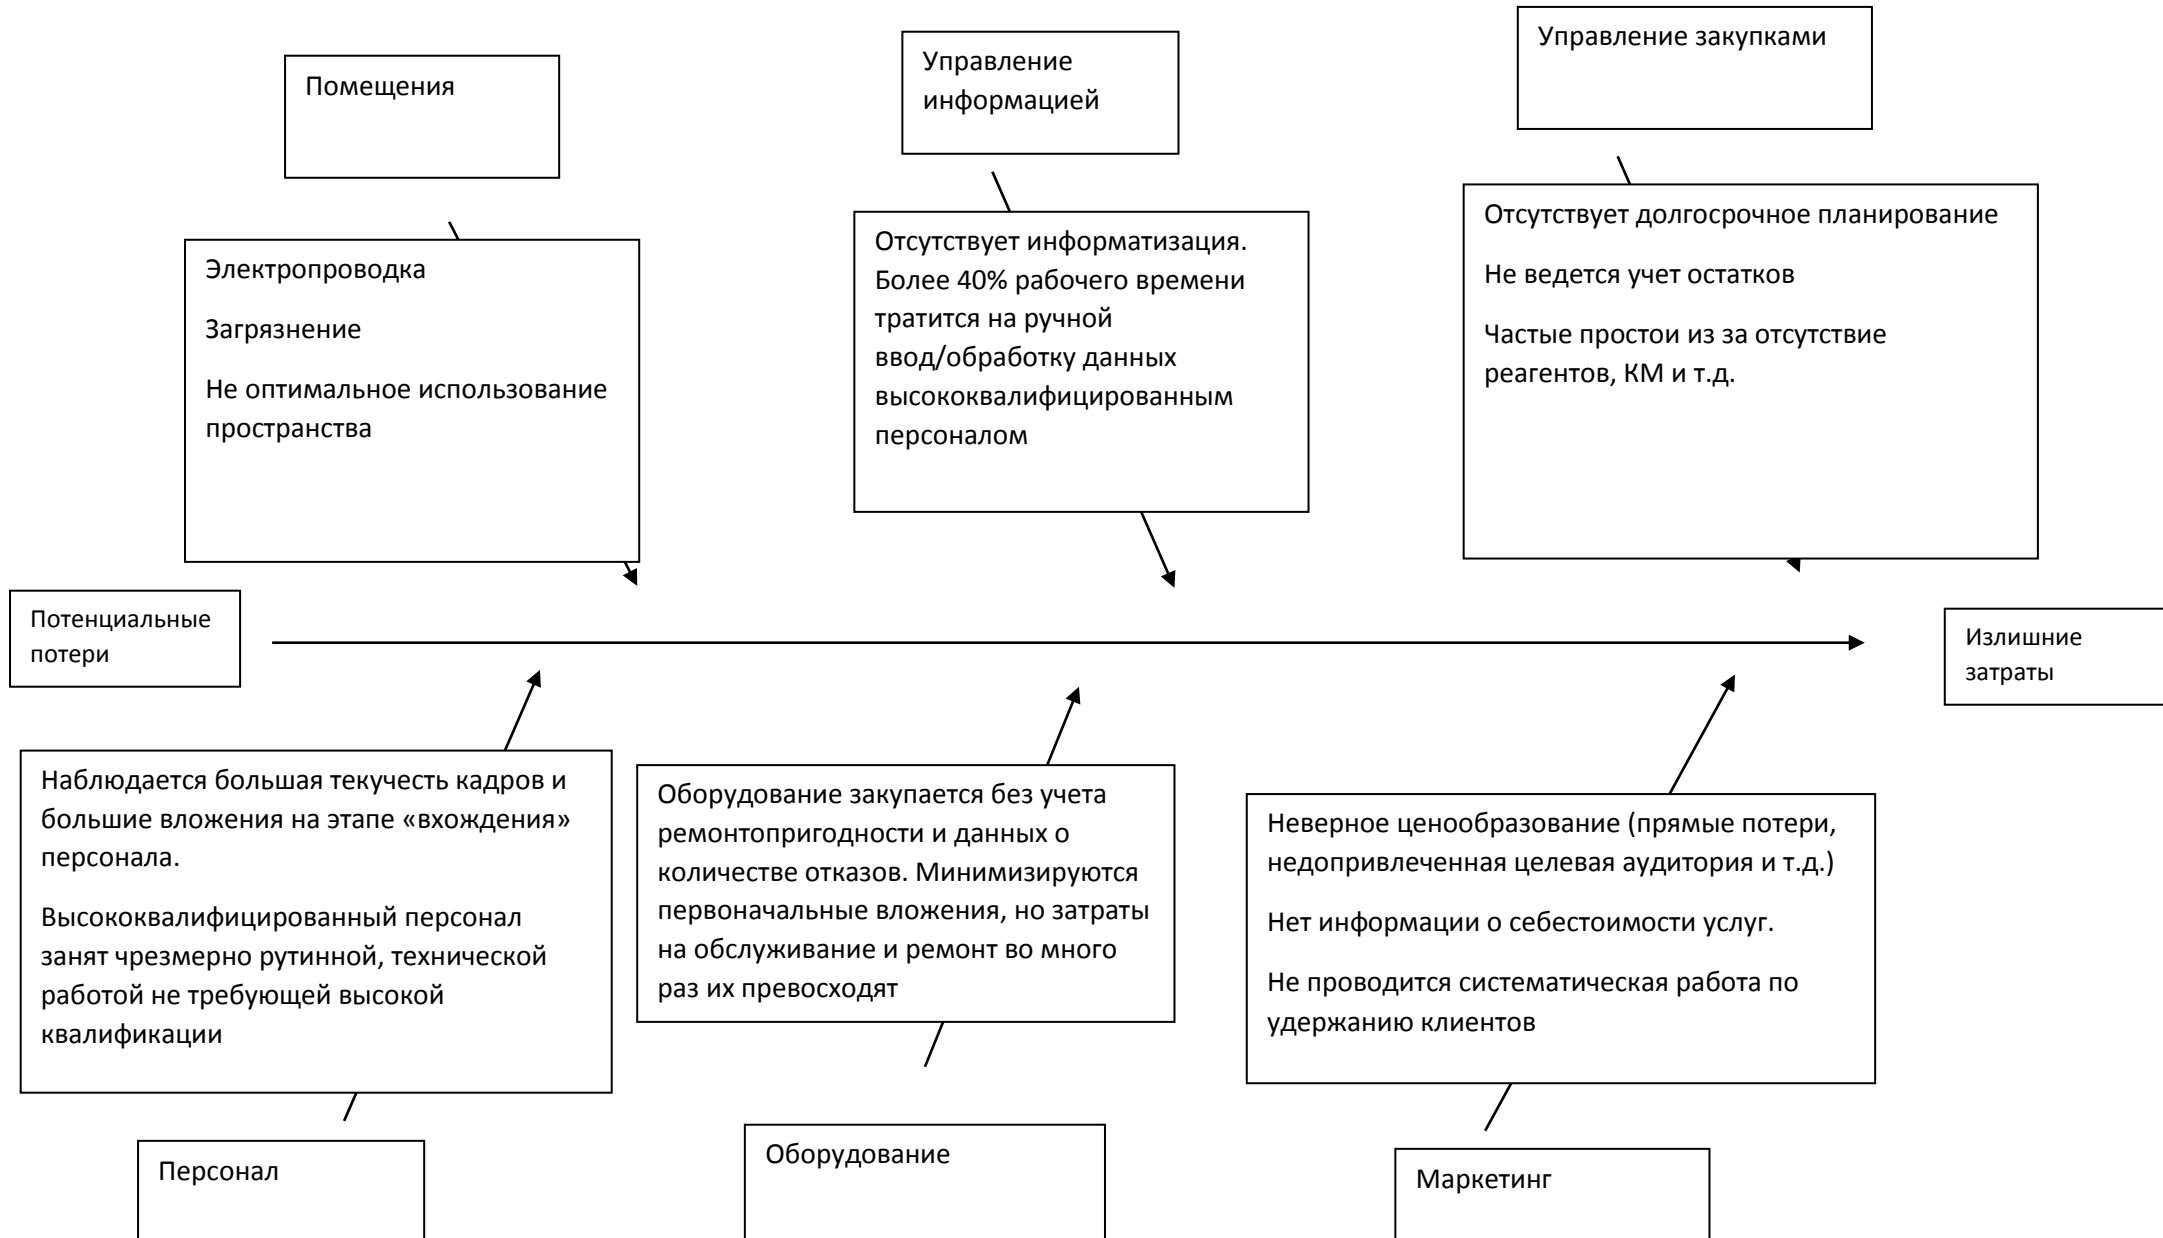 Помещения
Управление
информацией
Управление закупками
Электропроводка
Загрязнение
Не оптимальное использование
пространства
Отсутствует информатизация.
Более 40% рабочего времени
тратится на ручной
ввод/обработку данных
высококвалифицированным
персоналом
Отсутствует долгосрочное планирование
Не ведется учет остатков
Частые простои из за отсутствие
реагентов, КМ и т.д.
Потенциальные
потери
Излишние
затраты
Наблюдается большая текучесть кадров и
большие вложения на этапе «вхождения»
персонала.
Высококвалифицированный персонал
занят чрезмерно рутинной, технической
работой не требующей высокой
квалификации
Оборудование закупается без учета
ремонтопригодности и данных о
количестве отказов. Минимизируются
первоначальные вложения, но затраты
на обслуживание и ремонт во много
раз их превосходят
Неверное ценообразование (прямые потери,
недопривлеченная целевая аудитория и т.д.)
Нет информации о себестоимости услуг.
Не проводится систематическая работа по
удержанию клиентов
Персонал
Оборудование
Маркетинг